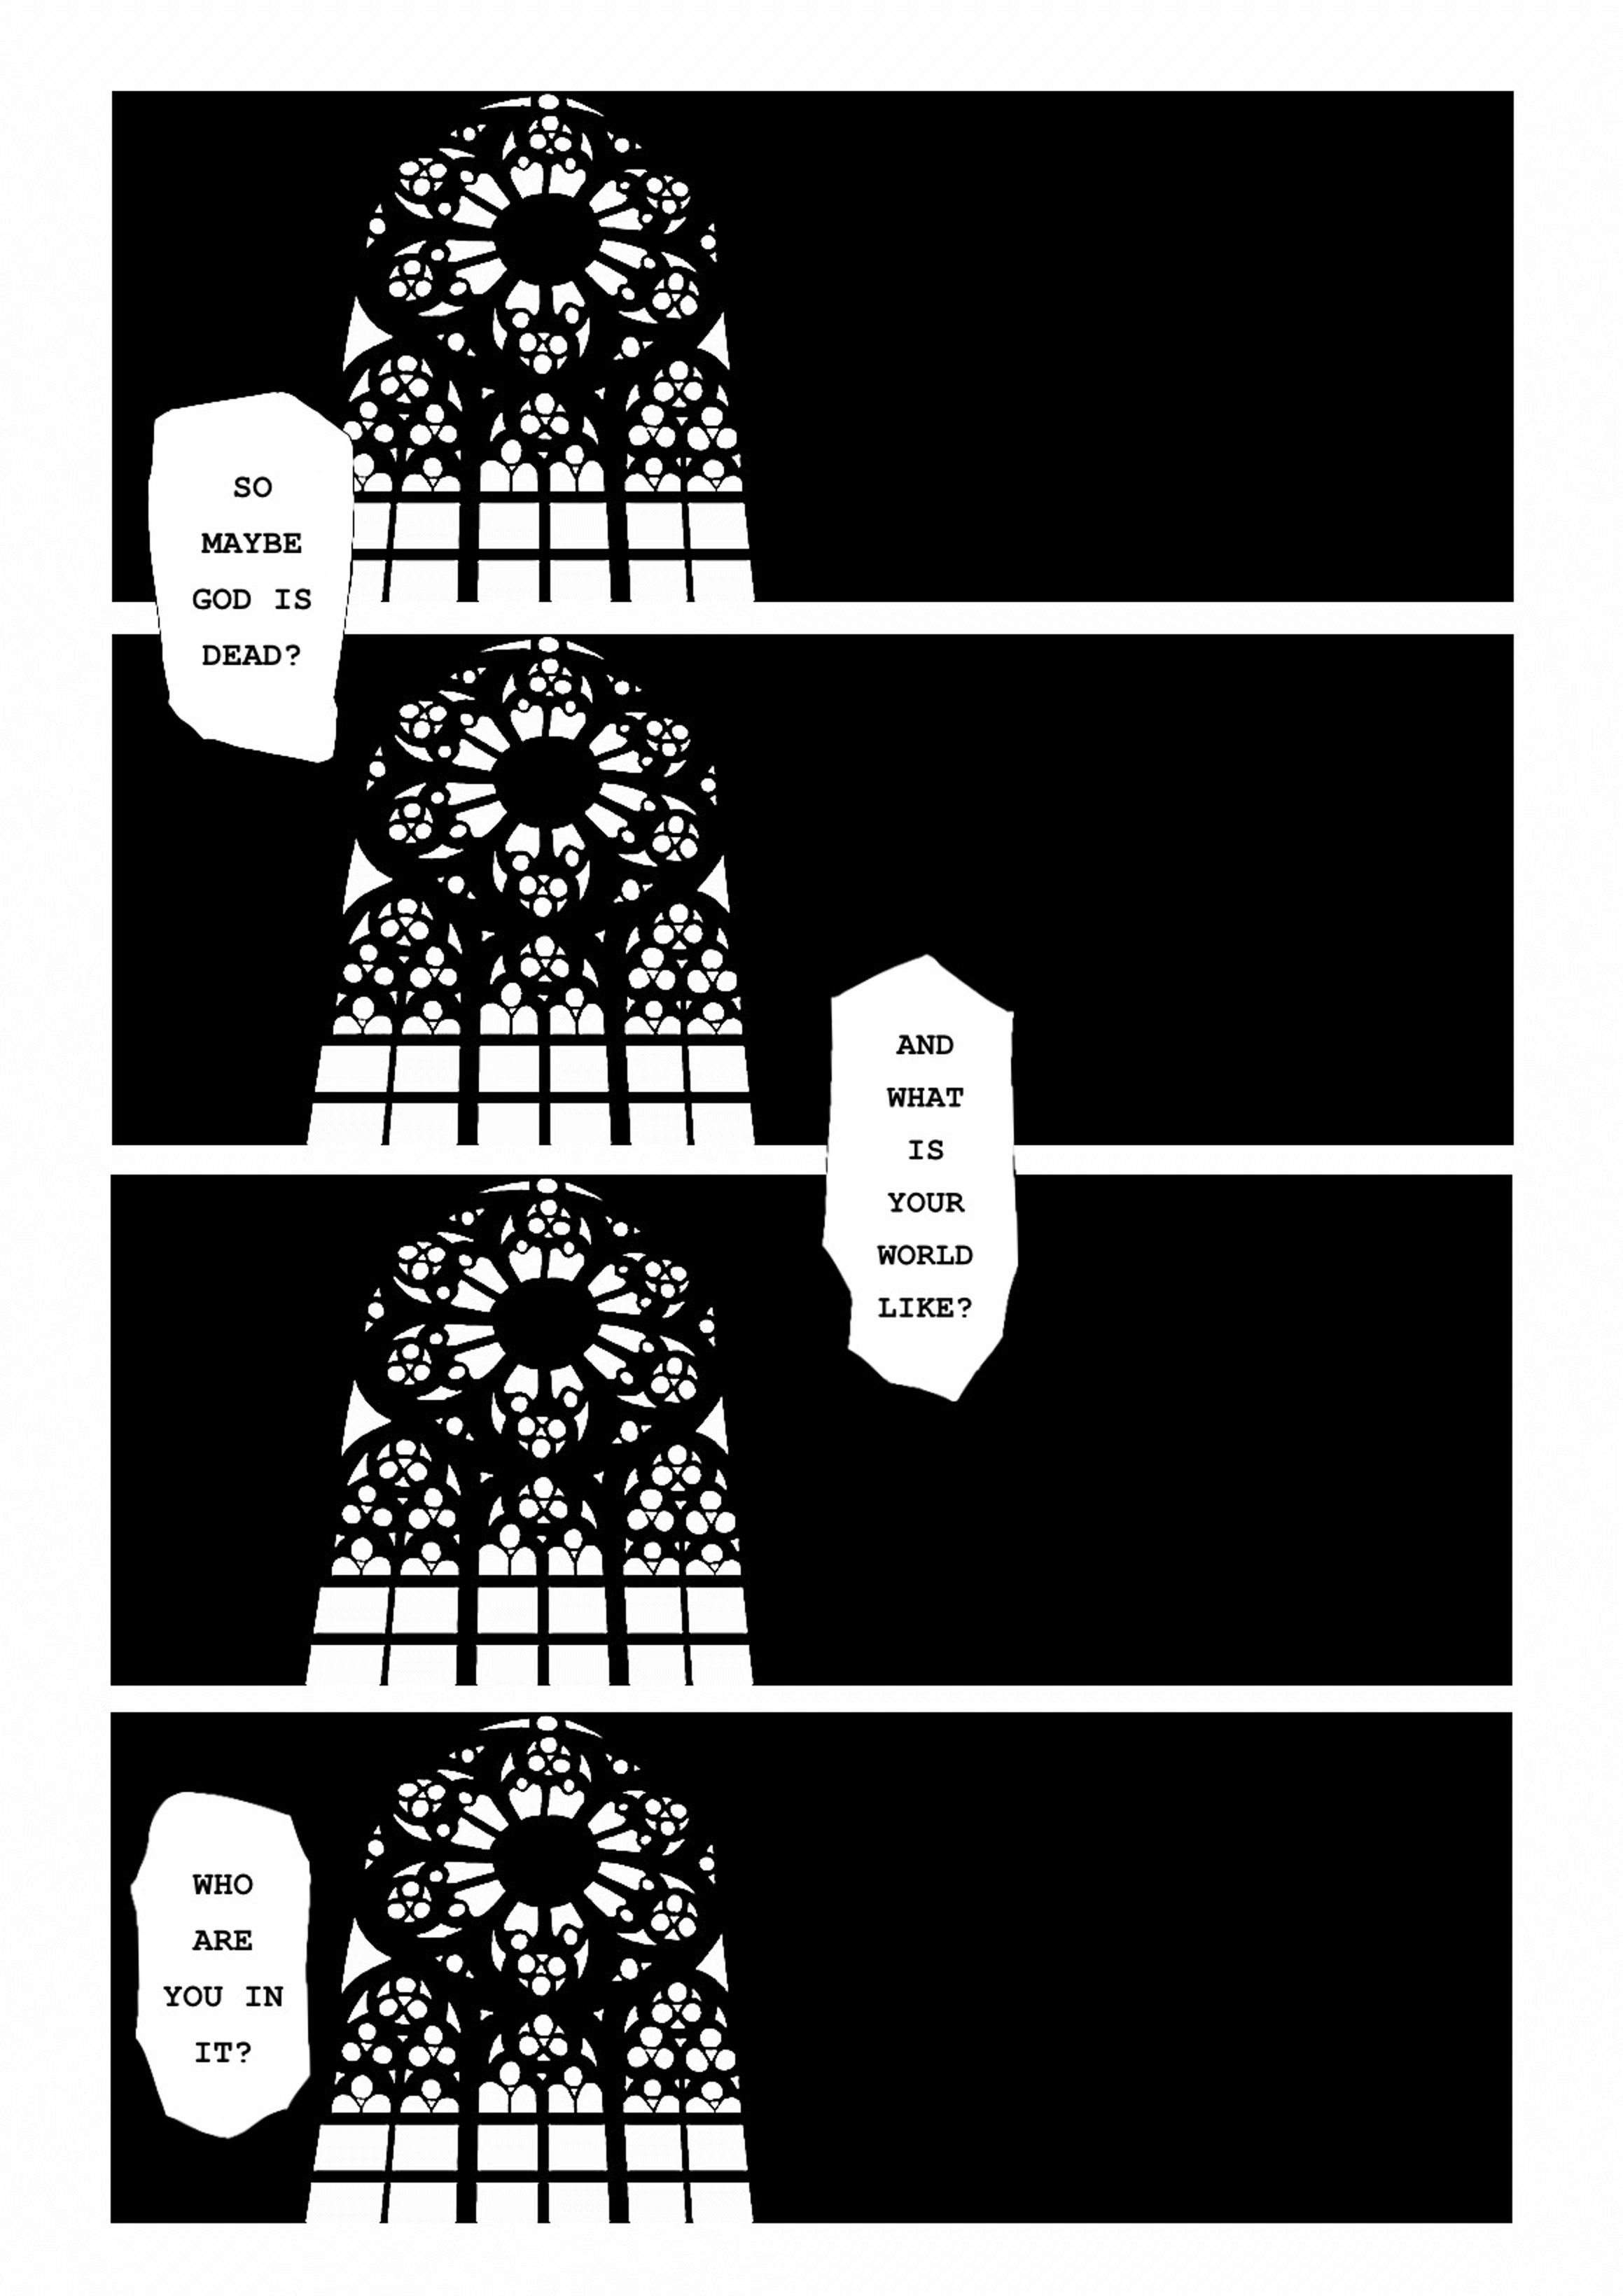 SO
MAYBE
GOD IS
DEAD?
AND
WHAT
IS
YOUR
WORLD
LIKE?
WHO
ARE
YOU IN
IT?